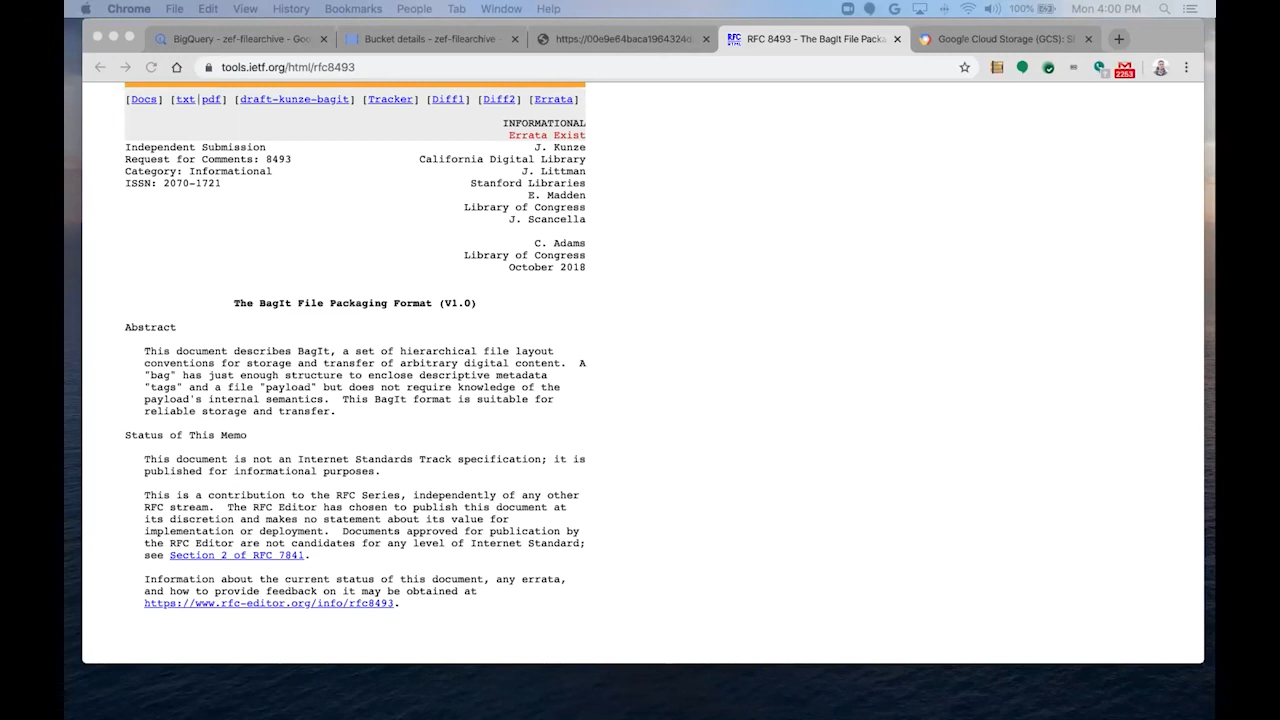 Chrome File Edit View History Bookmarks People Tab Window Help 100% Mon 4:00 PM
BigQuery - zef-filearchive - Goo
Bucket details - zef-filearchive -
https://00e9e64baca1964324d
RFC 8493 - The BagIt File Packa
Google Cloud Storage (GCS): Sh
tools.ietf.org/html/rfc8493
2263
[Docs] [txt|pdf] [draft-kunze-bagit] [Tracker] [Diff1] [Diff2] [Errata]
INFORMATIONAL
Errata Exist
Independent Submission J. Kunze
Request for Comments: 8493 California Digital Library
Category: Informational J. Littman
ISSN: 2070-1721 Stanford Libraries
E. Madden
Library of Congress
J. Scancella
C. Adams
Library of Congress
October 2018
The BagIt File Packaging Format (V1.0)
Abstract
This document describes BagIt, a set of hierarchical file layout
conventions for storage and transfer of arbitrary digital content. A
"bag" has just enough structure to enclose descriptive metadata
"tags" and a file "payload" but does not require knowledge of the
payload's internal semantics. This BagIt format is suitable for
reliable storage and transfer.
Status of This Memo
This document is not an Internet Standards Track specification; it is
published for informational purposes.
This is a contribution to the RFC Series, independently of any other
RFC stream. The RFC Editor has chosen to publish this document at
its discretion and makes no statement about its value for
implementation or deployment. Documents approved for publication by
the RFC Editor are not candidates for any level of Internet Standard;
see Section 2 of RFC 7841.
Information about the current status of this document, any errata,
and how to provide feedback on it may be obtained at
https://www.rfc-editor.org/info/rfc8493.